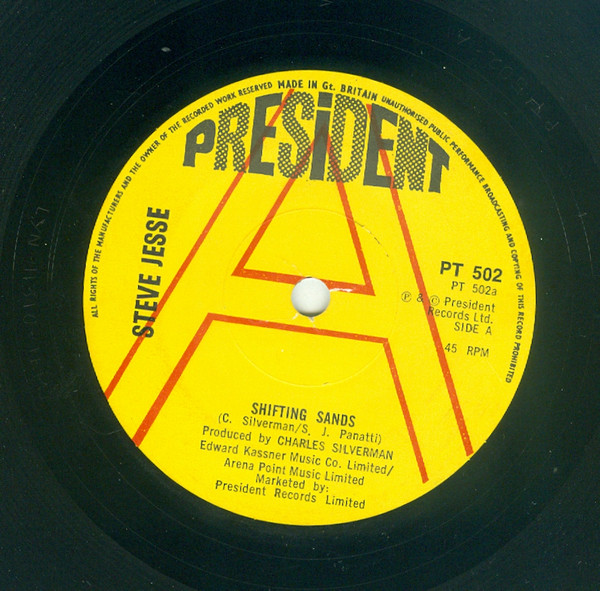 ALL RIGHTS OF THE MANUFACTURERS AND THE OWNER OF THE RECORDED WORK RESERVED MADE IN Gt. BRITAIN UNAUTHORISED PUBLIC PERFORMANCE BROADCASTING AND COPYING OF THIS RECORD PROHIBITED
PRESiDENT
A
STEVE JESSE
PT 502
PT 502a
℗ & © President
Records Ltd.
SIDE A
45 RPM
SHIFTING SANDS
(C. Silverman/S. J. Panatti)
Produced by CHARLES SILVERMAN
Edward Kassner Music Co. Limited/
Arena Point Music Limited
Marketed by:
President Records Limited